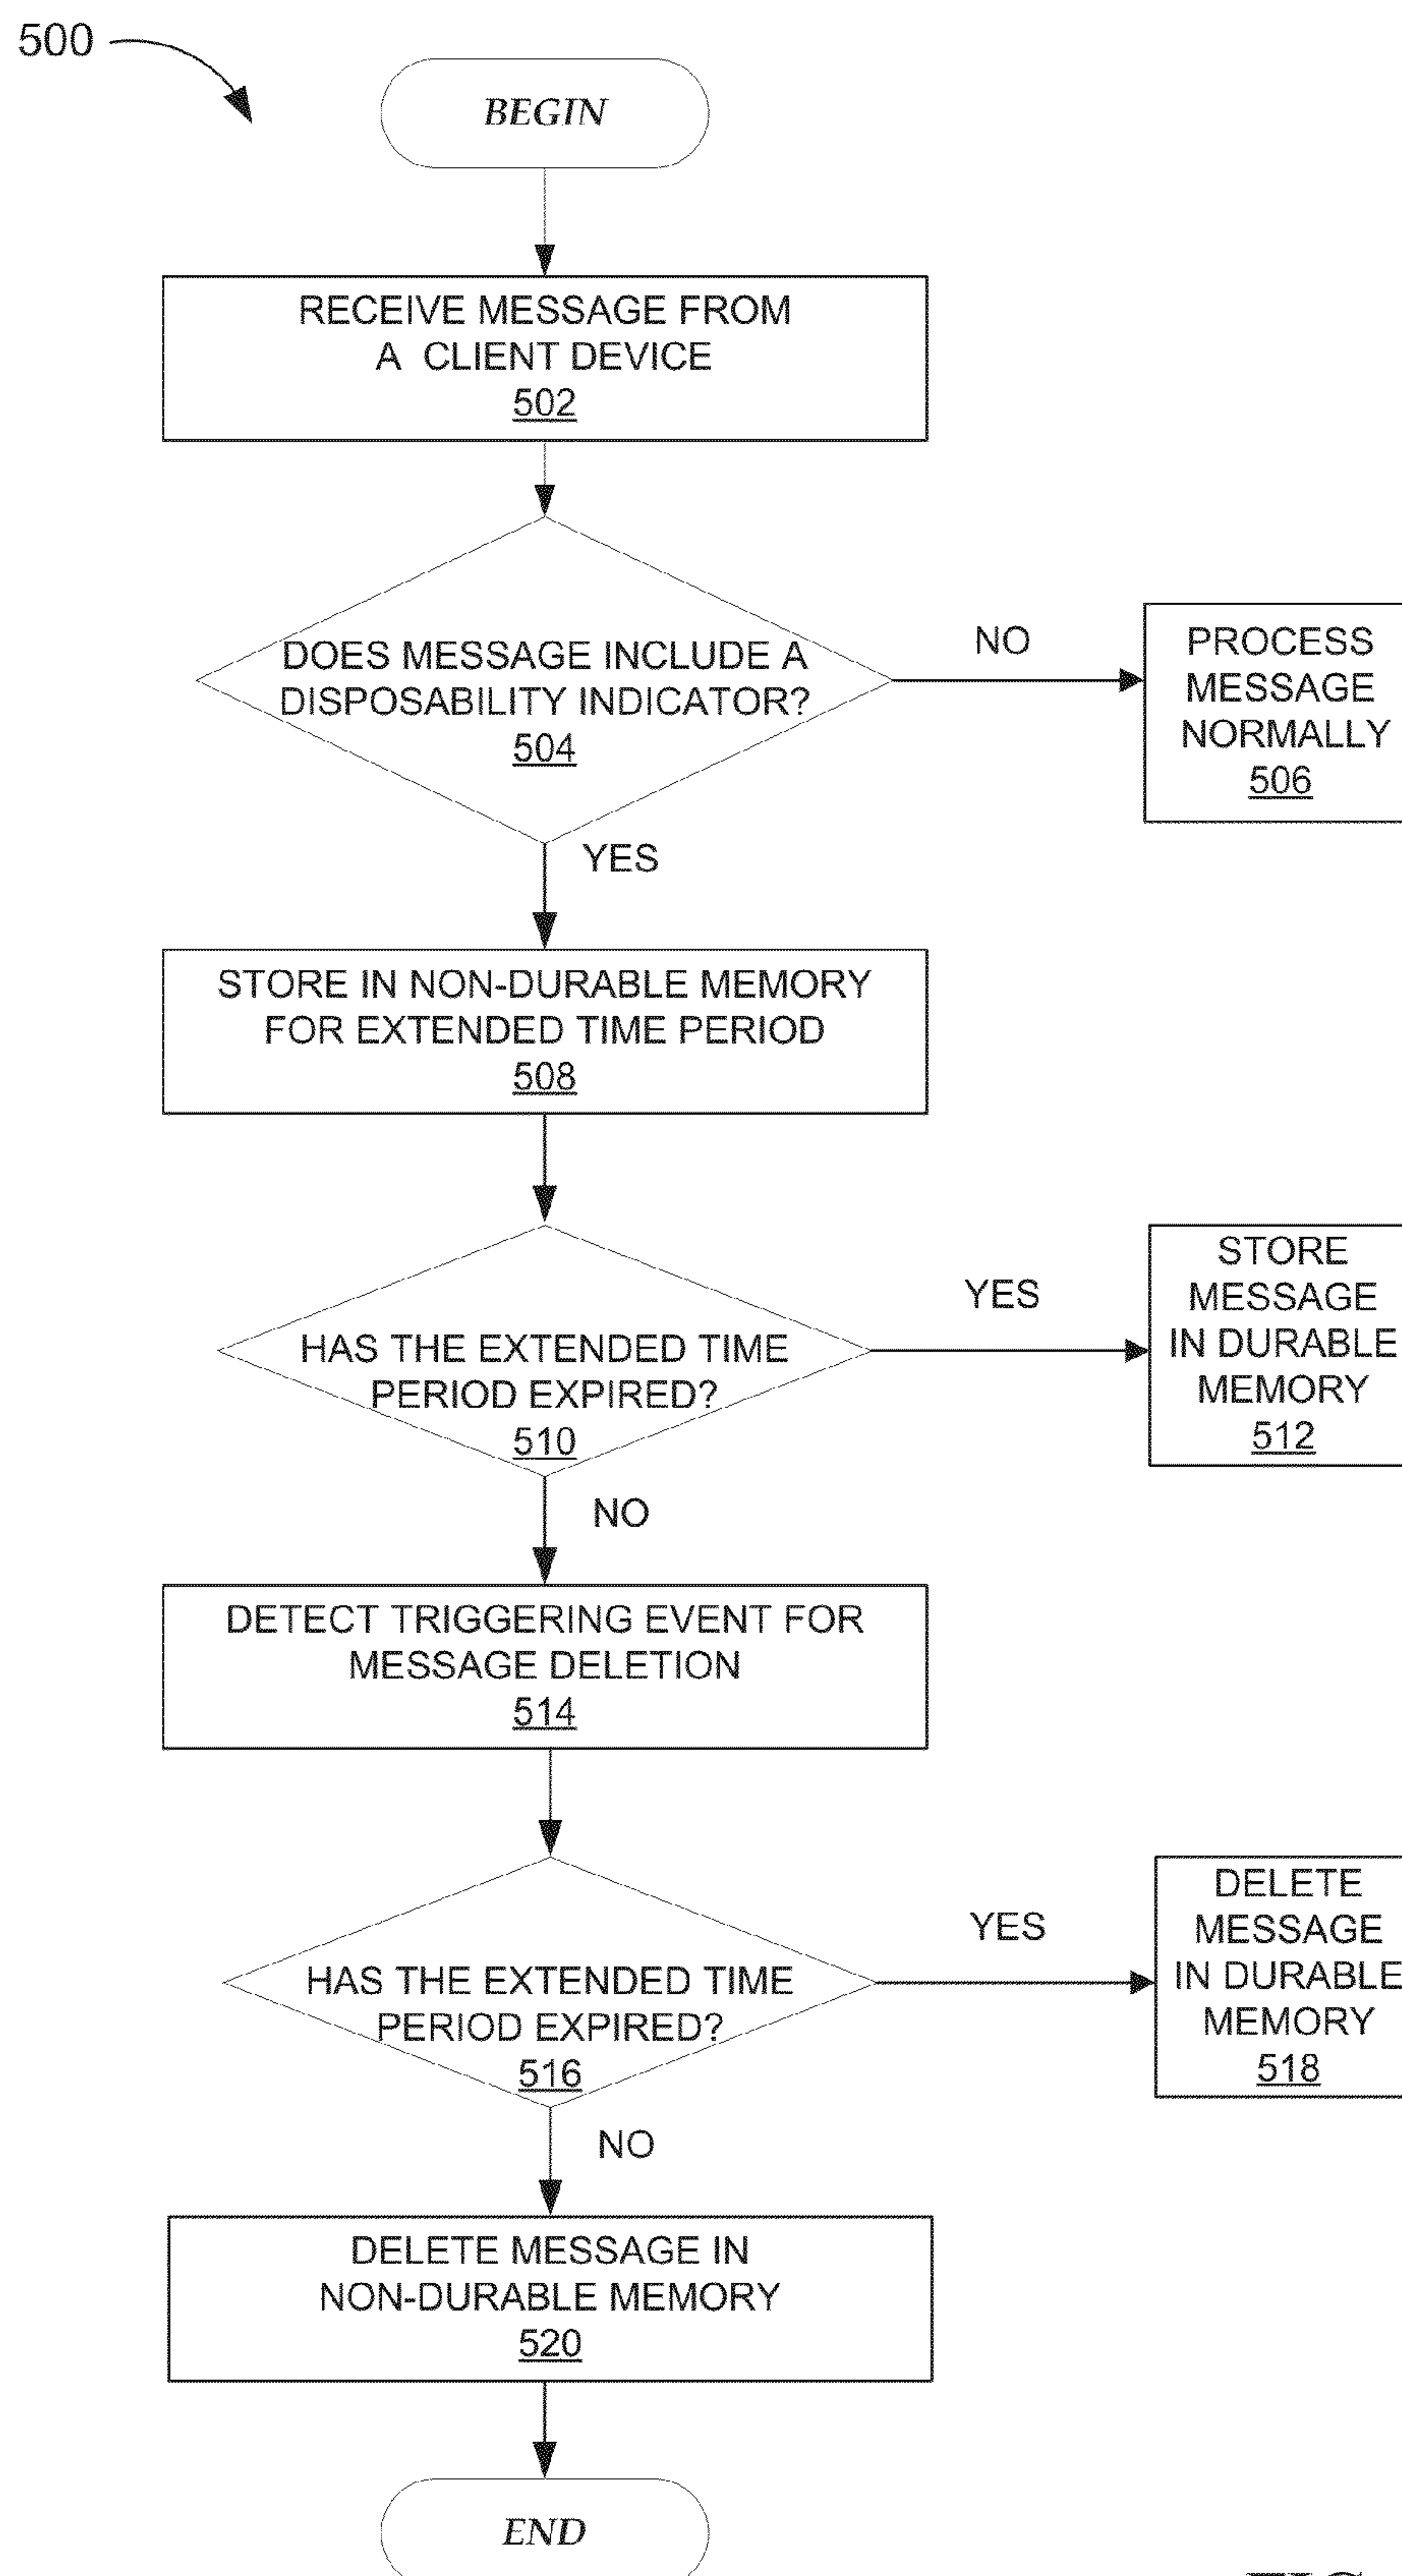 500
BEGIN
RECEIVE MESSAGE FROM
A CLIENT DEVICE
502
DOES MESSAGE INCLUDE A
DISPOSABILITY INDICATOR?
504
NO
PROCESS
MESSAGE
NORMALLY
506
YES
STORE IN NON-DURABLE MEMORY
FOR EXTENDED TIME PERIOD
508
HAS THE EXTENDED TIME
PERIOD EXPIRED?
510
YES
STORE
MESSAGE
IN DURABLE
MEMORY
512
NO
DETECT TRIGGERING EVENT FOR
MESSAGE DELETION
514
HAS THE EXTENDED TIME
PERIOD EXPIRED?
516
YES
DELETE
MESSAGE
IN DURABLE
MEMORY
518
NO
DELETE MESSAGE IN
NON-DURABLE MEMORY
520
END